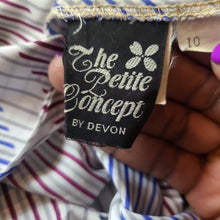 The
Petite
Concept
BY DEVON
10